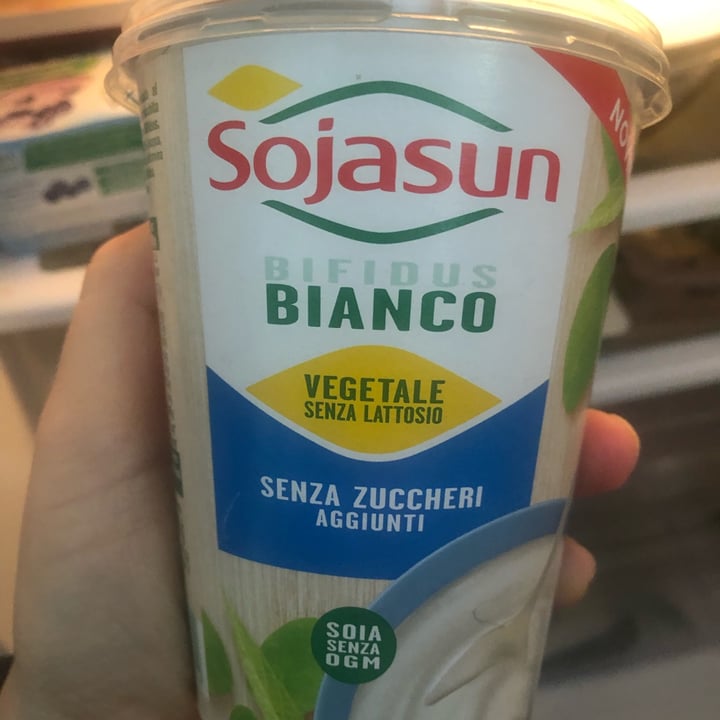 Sojasun
BIFIDUS
BIANCO
VEGETALE
SENZA LATTOSIO
SENZA ZUCCHERI
AGGIUNTI
SOIA
SENZA
OGM